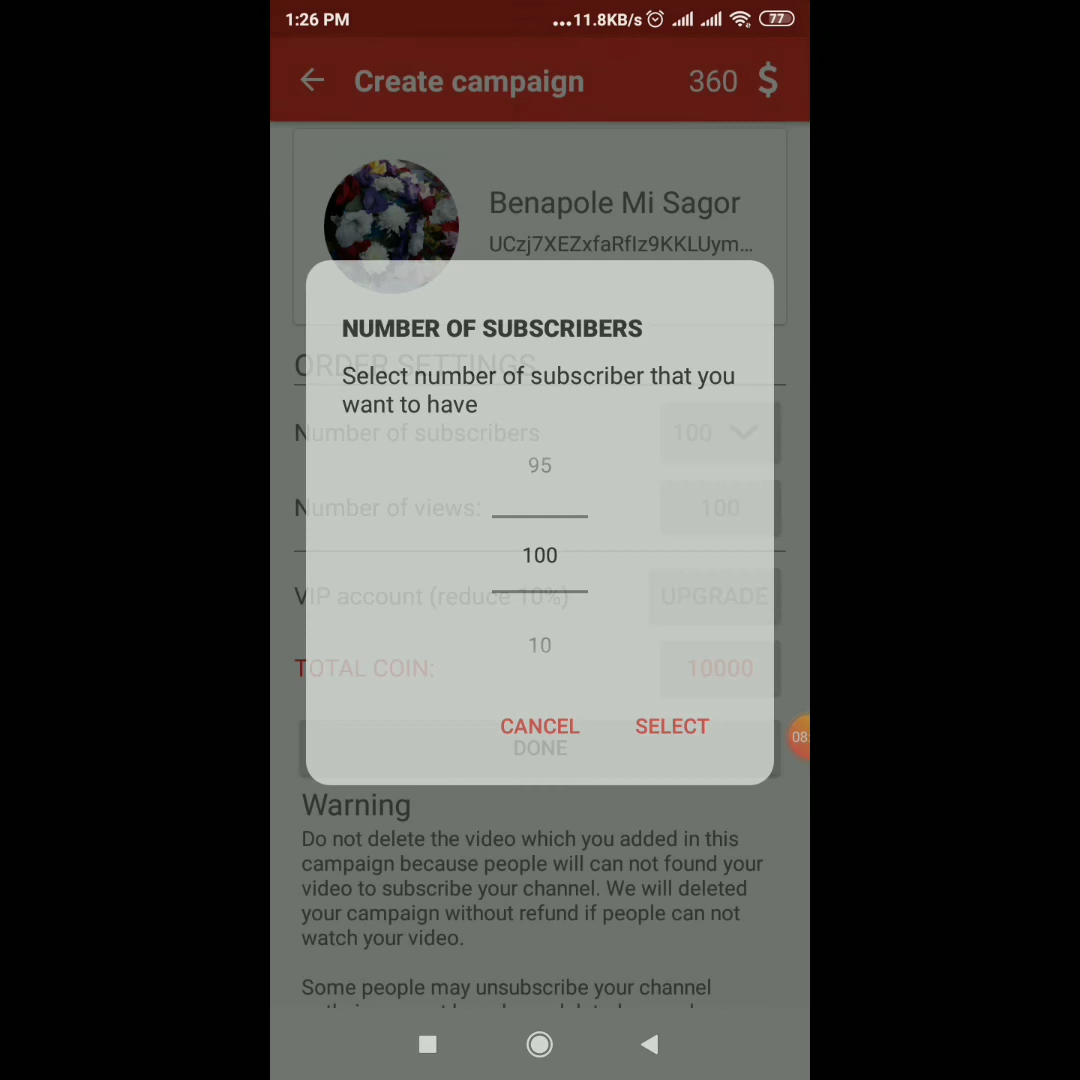 1:26 PM
...11.8KB/s
77
Create campaign
360 $
Benapole Mi Sagor
UCzj7XEZxfaRfIz9KKLUym...
NUMBER OF SUBSCRIBERS
ORDER SETTINGS
Select number of subscriber that you
want to have
Number of subscribers
100
95
Number of views:
100
100
VIP account (reduce 10%)
UPGRADE
10
TOTAL COIN:
10000
CANCEL
SELECT
08:
DONE
Warning
Do not delete the video which you added in this
campaign because people will can not found your
video to subscribe your channel. We will deleted
your campaign without refund if people can not
watch your video.
Some people may unsubscribe your channel